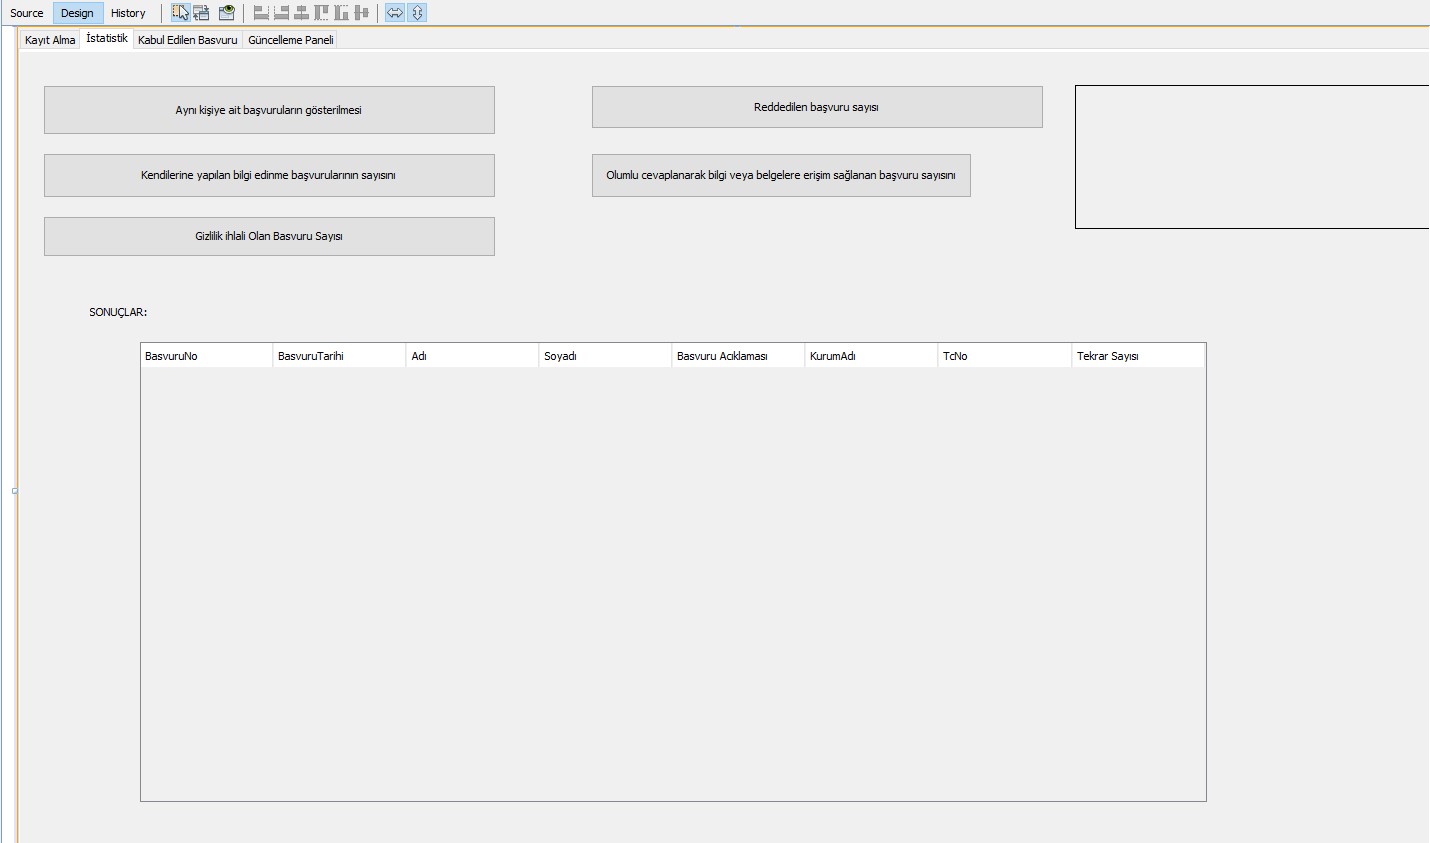 Source Design History
Kayıt Alma İstatistik Kabul Edilen Basvuru Güncelleme Paneli
Aynı kişiye ait başvuruların gösterilmesi
Reddedilen başvuru sayısı
Kendilerine yapılan bilgi edinme başvurularının sayısını
Olumlu cevaplanarak bilgi veya belgelere erişim sağlanan başvuru sayısını
Gizlilik ihlali Olan Basvuru Sayısı
SONUÇLAR:
BasvuruNo BasvuruTarihi Adı Soyadı Basvuru Acıklaması KurumAdı TcNo Tekrar Sayısı